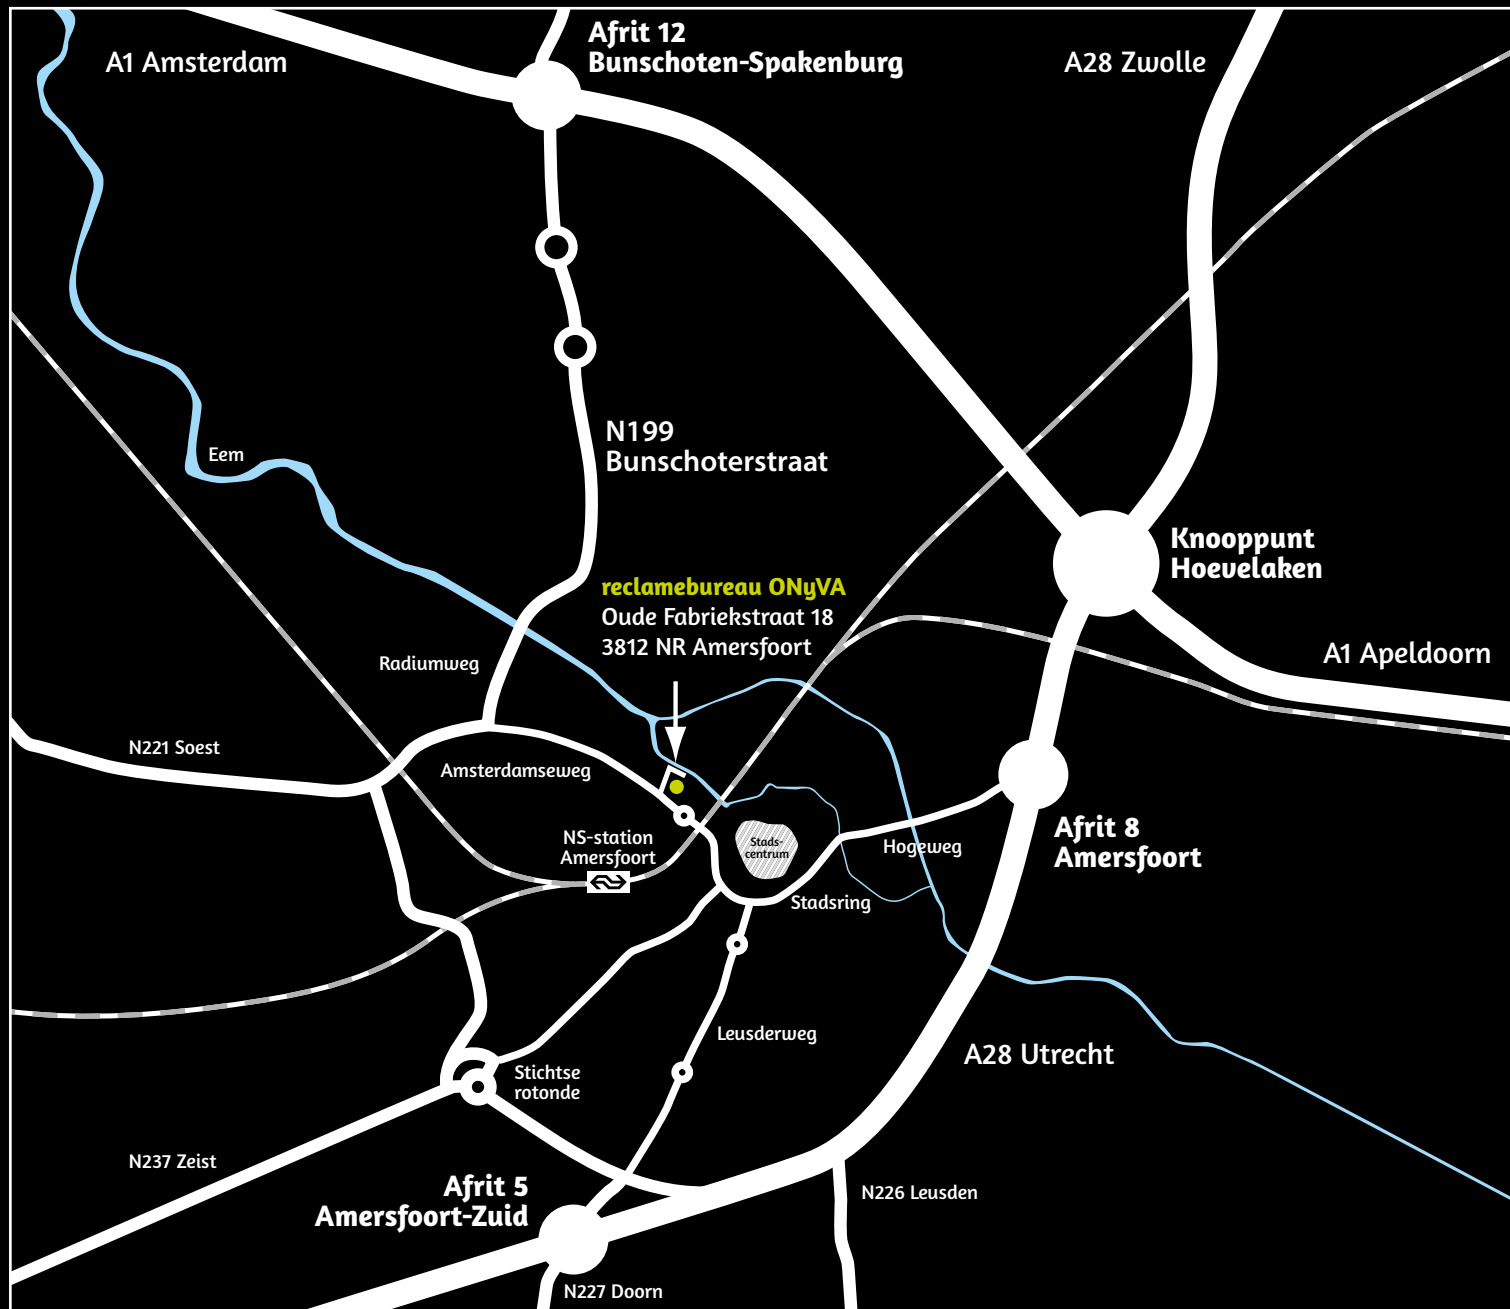 Afrit 12
Bunschoten-Spakenburg
A1 Amsterdam
A28 Zwolle
N199
Bunschoterstraat
Eem
Knooppunt
Hoevelaken
reclamebureau ONyVA
Oude Fabriekstraat 18
3812 NR Amersfoort
Radiumweg
A1 Apeldoorn
N221 Soest
Amsterdamseweg
NS-station
Amersfoort
Stads-
centrum
Hogeweg
Afrit 8
Amersfoort
Stadsring
Leusderweg
A28 Utrecht
Stichtse
rotonde
N237 Zeist
Afrit 5
Amersfoort-Zuid
N226 Leusden
N227 Doorn